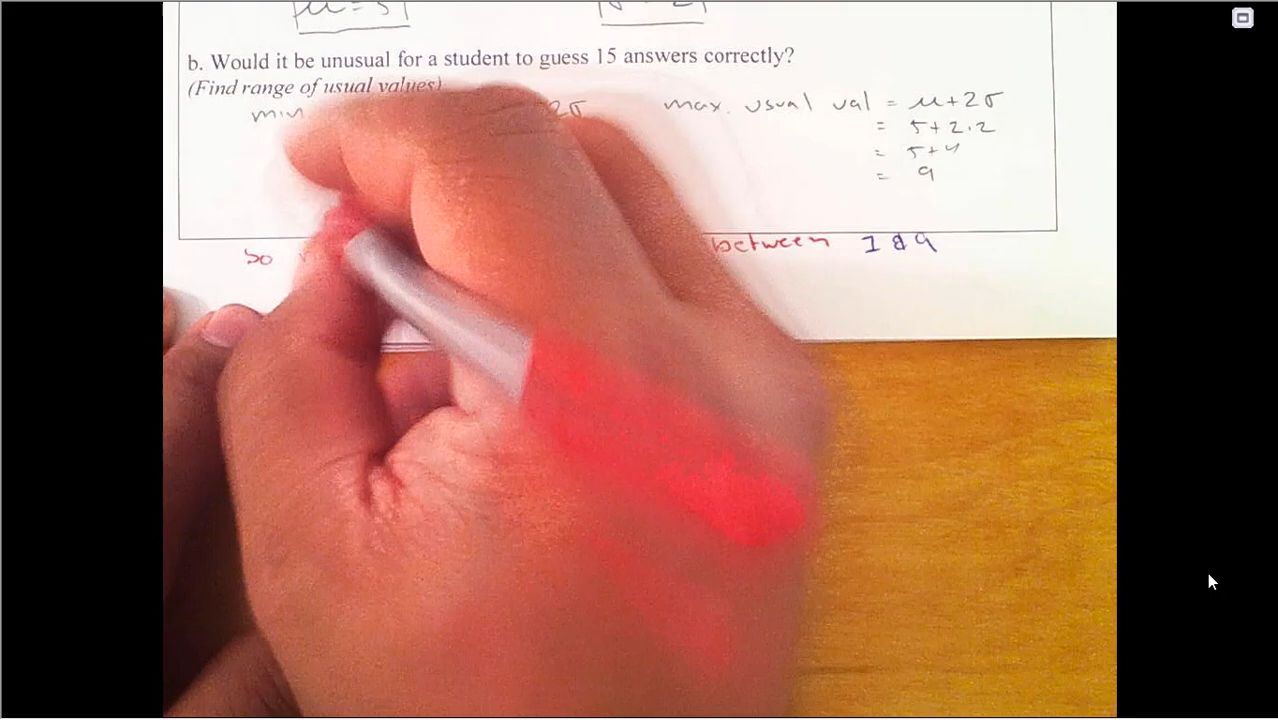 b. Would it be unusual for a student to guess 15 answers correctly?
(Find range of usual values)
min 2σ max. usual val = μ+2σ
= 5+2·2
= 5+4
= 9
So between 1 & 9